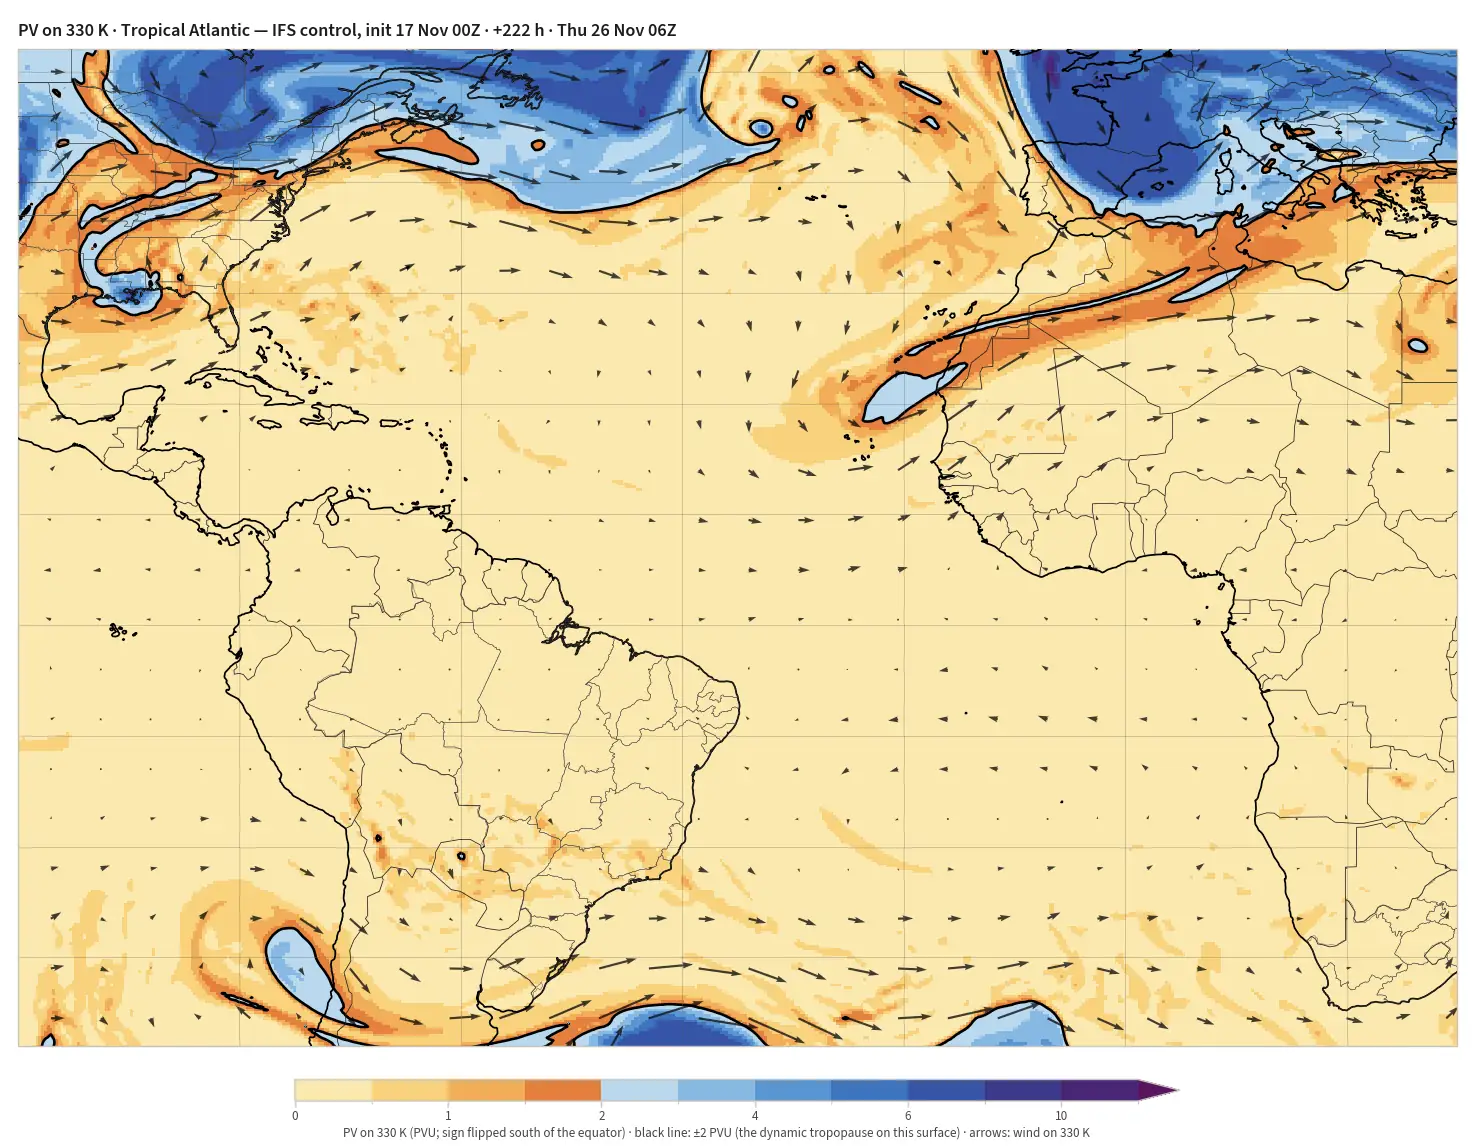 PV on 330 K · Tropical Atlantic — IFS control, init 17 Nov 00Z · +222 h · Thu 26 Nov 06Z
0 1 2 4 6 8 10
PV on 330 K (PVU; sign flipped south of the equator) · black line: ±2 PVU (the dynamic tropopause on this surface) · arrows: wind on 330 K